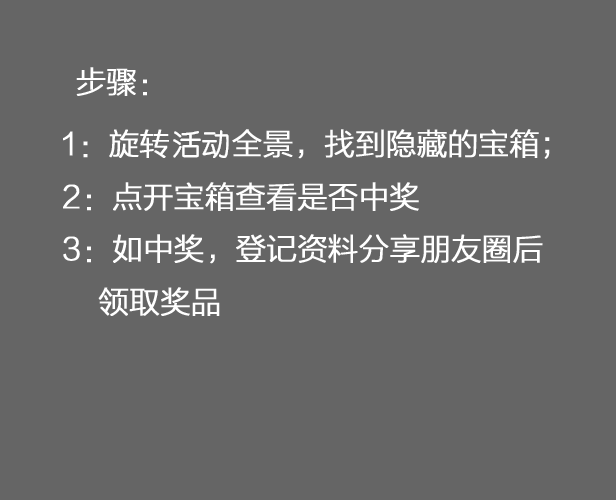 步骤：
1：旋转活动全景，找到隐藏的宝箱；
2：点开宝箱查看是否中奖
3：如中奖，登记资料分享朋友圈后
领取奖品